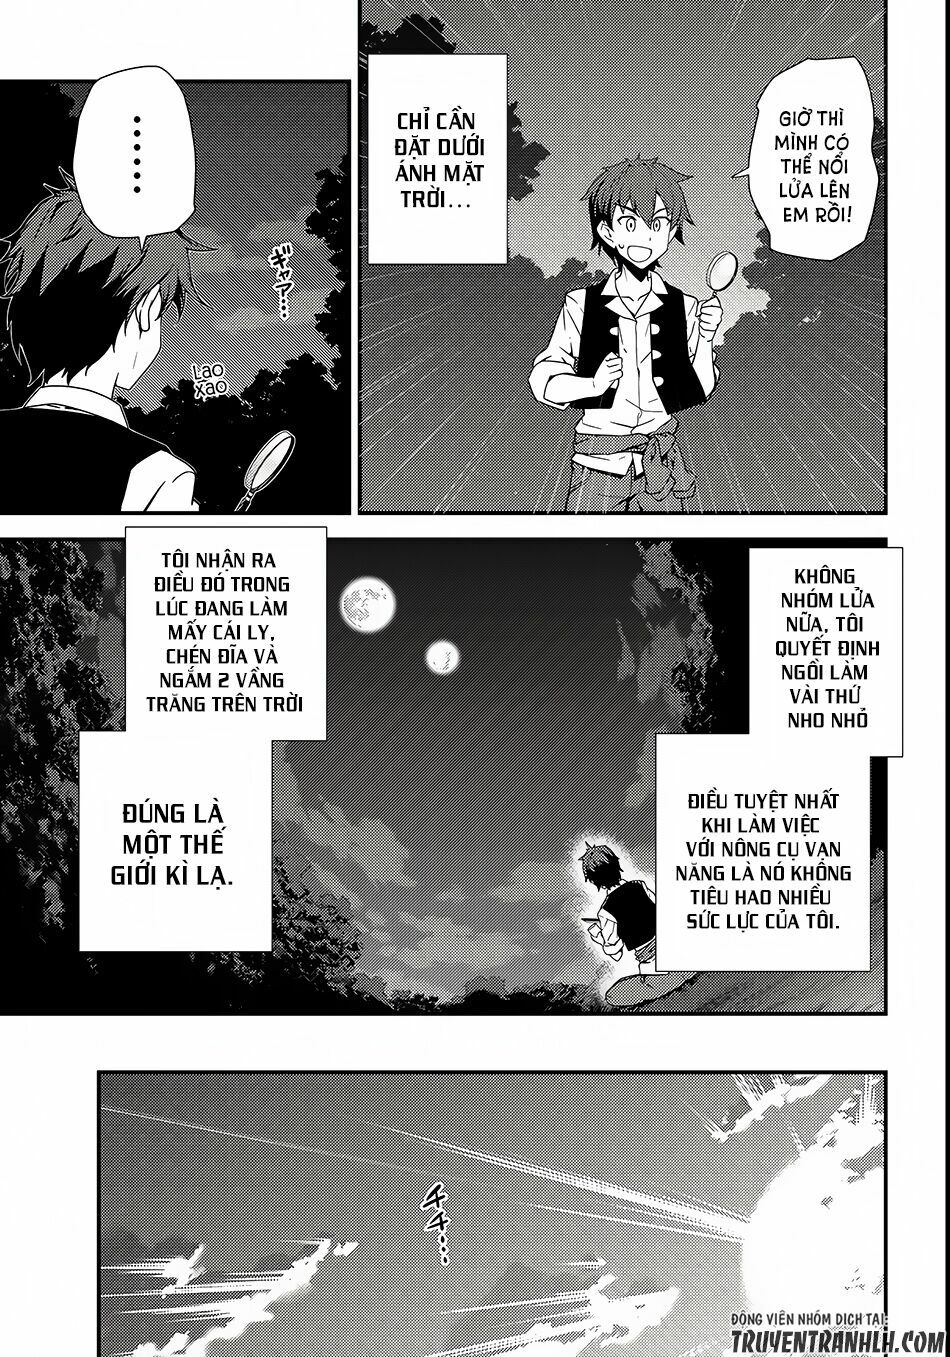 GIỜ THÌ
MÌNH CÓ
THỂ NỔI
LỬA LÊN
EM RỒI!
CHỈ CẦN
ĐẶT DƯỚI
ÁNH MẶT
TRỜI...
......
ギャア...
Lao
xao
KHÔNG
NHÓM LỬA
NỮA, TÔI
QUYẾT ĐỊNH
NGỒI LÀM
VÀI THỨ
NHO NHỎ
ĐIỀU TUYỆT NHẤT
KHI LÀM VIỆC
VỚI NÔNG CỤ VẠN
NĂNG LÀ NÓ KHÔNG
TIÊU HAO NHIỀU
SỨC LỰC CỦA TÔI.
TÔI NHẬN RA
ĐIỀU ĐÓ TRONG
LÚC ĐANG LÀM
MẤY CÁI LY,
CHÉN ĐĨA VÀ
NGẮM 2 VẦNG
TRĂNG TRÊN TRỜI
ĐÚNG LÀ
MỘT THẾ
GIỚI KÌ LẠ.
チチ...
ĐỘNG VIÊN NHÓM DỊCH TẠI:
TRUYENTRANHLH.COM